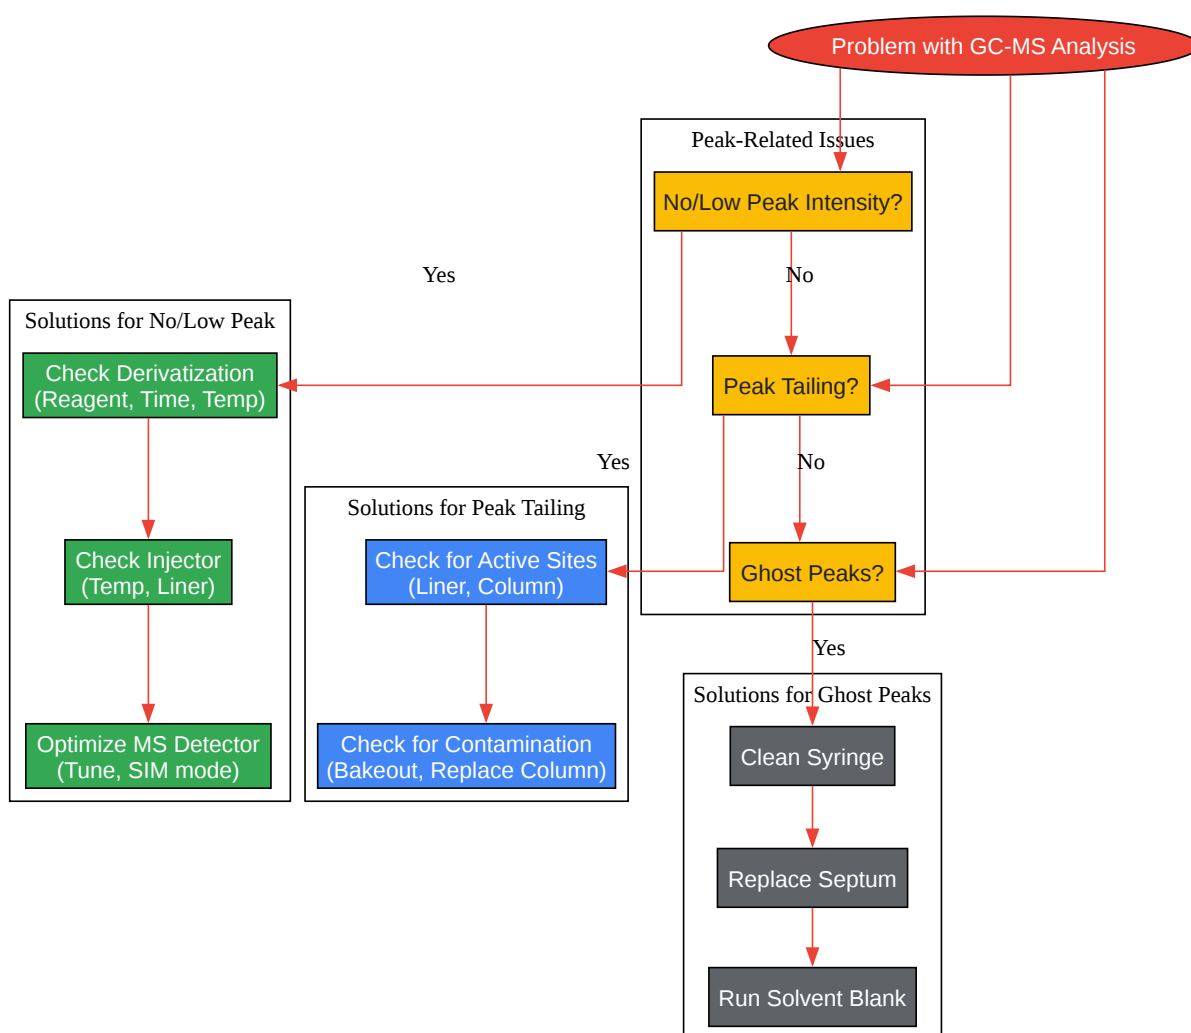 Problem with GC-MS Analysis
Peak-Related Issues
No/Low Peak Intensity?
Yes
No
Solutions for No/Low Peak
Check Derivatization
(Reagent, Time, Temp)
Peak Tailing?
Yes
No
Solutions for Peak Tailing
Check Injector
(Temp, Liner)
Check for Active Sites
(Liner, Column)
Ghost Peaks?
Yes
Solutions for Ghost Peaks
Optimize MS Detector
(Tune, SIM mode)
Check for Contamination
(Bakeout, Replace Column)
Clean Syringe
Replace Septum
Run Solvent Blank